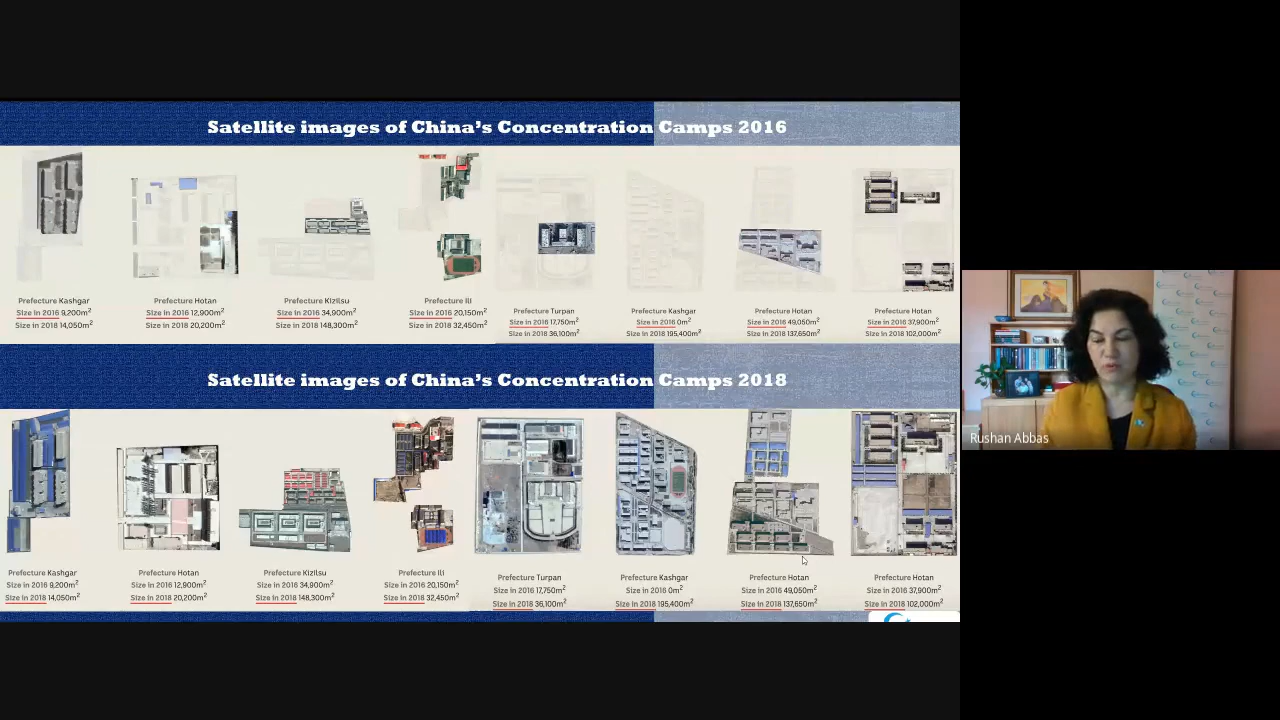 Satellite images of China's Concentration Camps 2016
Prefecture Kashgar
Size in 2016 9,200m²
Size in 2018 14,050m²
Prefecture Hotan
Size in 2016 12,900m²
Size in 2018 20,200m²
Prefecture Kizilsu
Size in 2016 34,900m²
Size in 2018 148,300m²
Prefecture Ili
Size in 2016 20,150m²
Size in 2018 32,450m²
Prefecture Turpan
Size in 2016 17,750m²
Size in 2018 36,100m²
Prefecture Kashgar
Size in 2016 0m²
Size in 2018 195,400m²
Prefecture Hotan
Size in 2016 49,050m²
Size in 2018 137,650m²
Prefecture Hotan
Size in 2016 37,900m²
Size in 2018 102,000m²
Satellite images of China's Concentration Camps 2018
Prefecture Kashgar
Size in 2016 9,200m²
Size in 2018 14,050m²
Prefecture Hotan
Size in 2016 12,900m²
Size in 2018 20,200m²
Prefecture Kizilsu
Size in 2016 34,900m²
Size in 2018 148,300m²
Prefecture Ili
Size in 2016 20,150m²
Size in 2018 32,450m²
Prefecture Turpan
Size in 2016 17,750m²
Size in 2018 36,100m²
Prefecture Kashgar
Size in 2018 0m²
Size in 2018 195,400m²
Prefecture Hotan
Size in 2016 49,050m²
Size in 2018 137,650m²
Prefecture Hotan
Size in 2016 37,900m²
Size in 2018 102,000m²
Rushan Abbas